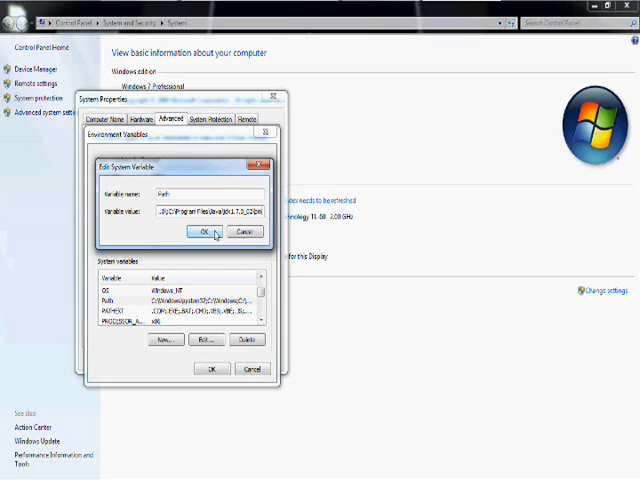 Control Panel
System and Security
System
Search Control Panel
Control Panel Home
Device Manager
Remote settings
System protection
Advanced system setti
View basic information about your computer
Windows edition
Windows 7 Professional
System Properties
Computer Name
Hardware
Advanced
System Protection
Remote
Environment Variables
Edit System Variable
Variable name:
Path
Variable value:
C:\Program Files\Java\jdk1.7.0_02\bin
OK
Cancel
System variables
Variable Value
OS Windows_NT
Path C:\Windows\system32;C:\Windows;C:\...
PATHEXT .COM;.EXE;.BAT;.CMD;.VBS;.VBE;.JS;...
PROCESSOR_A... x86
New...
Edit...
Delete
OK
Cancel
ndex needs to be refreshed
chnology TL-60 2.00 GHz
for this Display
Change settings
See also
Action Center
Windows Update
Performance Information and
Tools